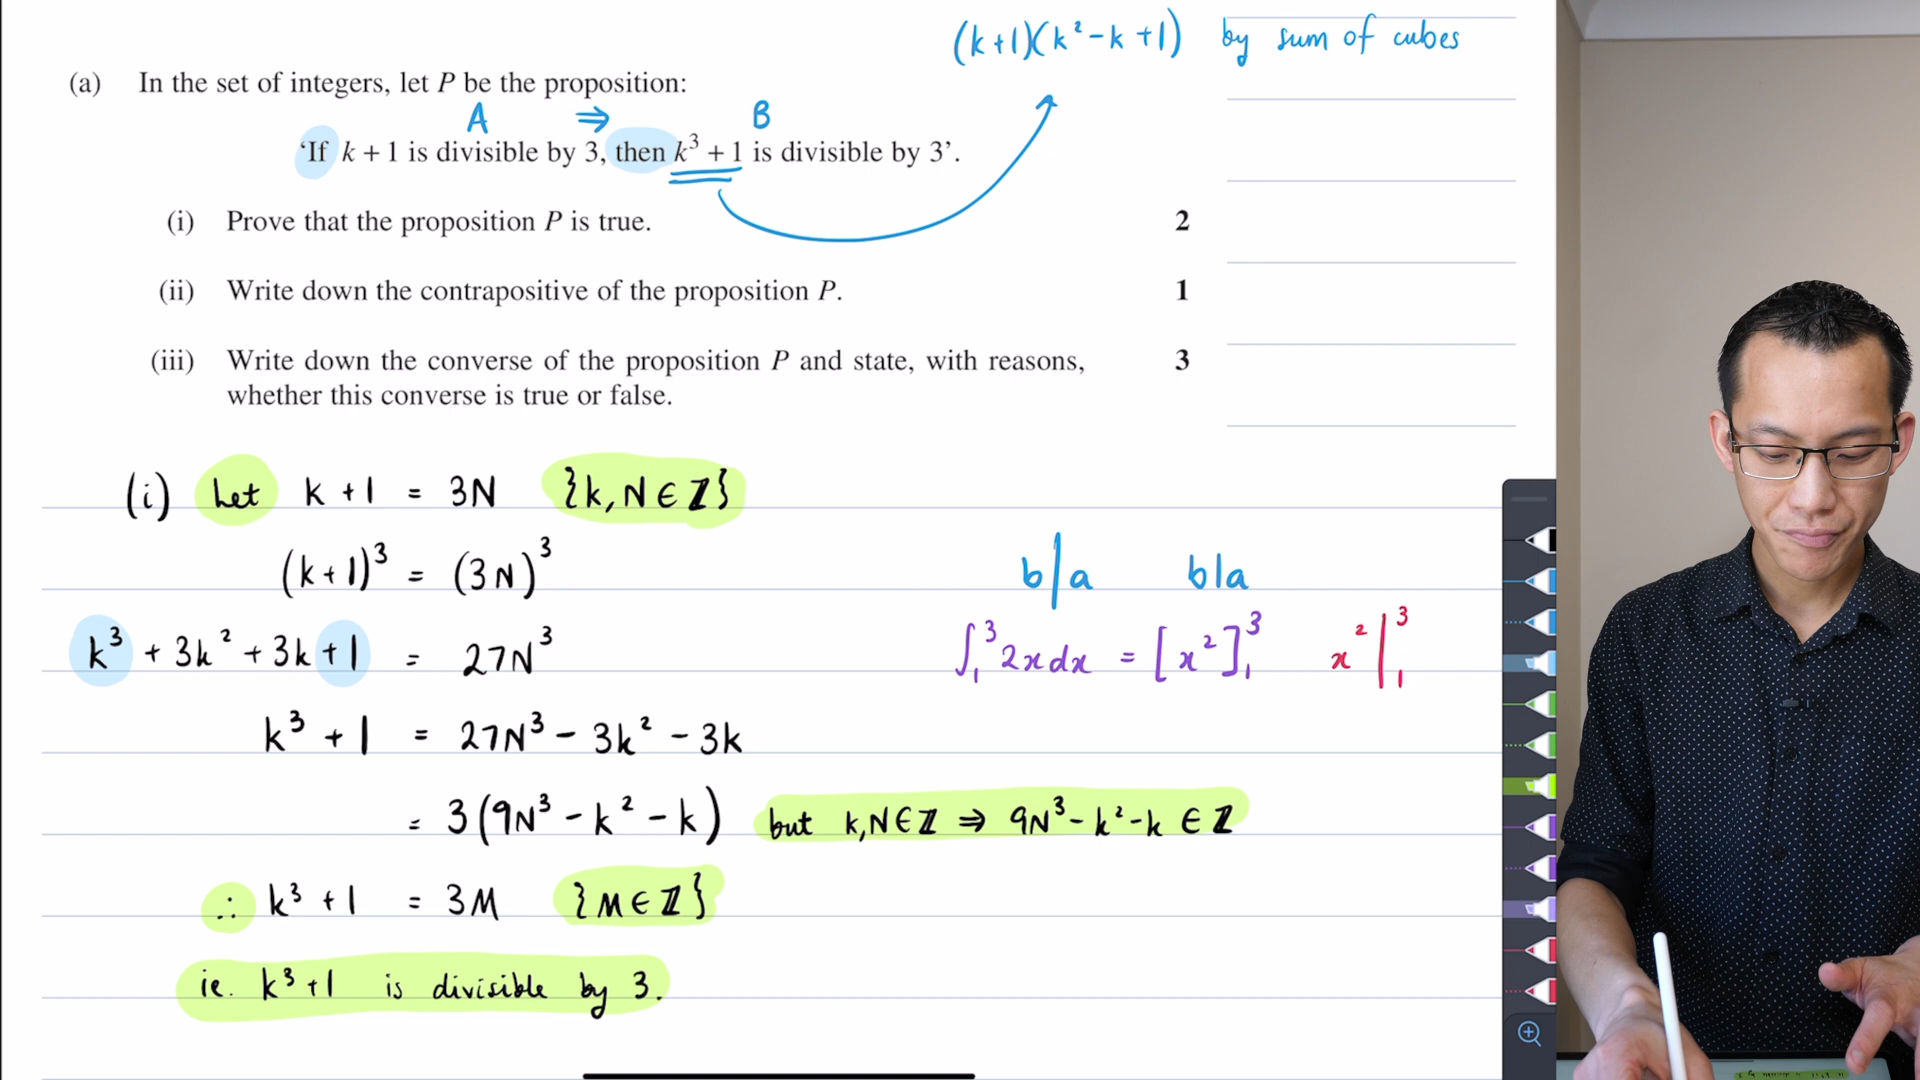 (k+1)(k²-k+1) by sum of cubes
(a) In the set of integers, let P be the proposition:
A ⇒ B
‘If k + 1 is divisible by 3, then k³ + 1 is divisible by 3’.
(i) Prove that the proposition P is true. 2
(ii) Write down the contrapositive of the proposition P. 1
(iii) Write down the converse of the proposition P and state, with reasons, 3
whether this converse is true or false.
(i) Let k+1 = 3N {k, N ∈ ℤ}
(k+1)³ = (3N)³
b|a b|a
k³ + 3k² + 3k + 1 = 27N³
∫₁³ 2x dx = [x²]₁³ x²|₁³
k³ + 1 = 27N³ - 3k² - 3k
= 3(9N³ - k² - k) but k,N∈ℤ ⇒ 9N³-k²-k ∈ ℤ
∴ k³ + 1 = 3M {M∈ℤ}
ie. k³+1 is divisible by 3.